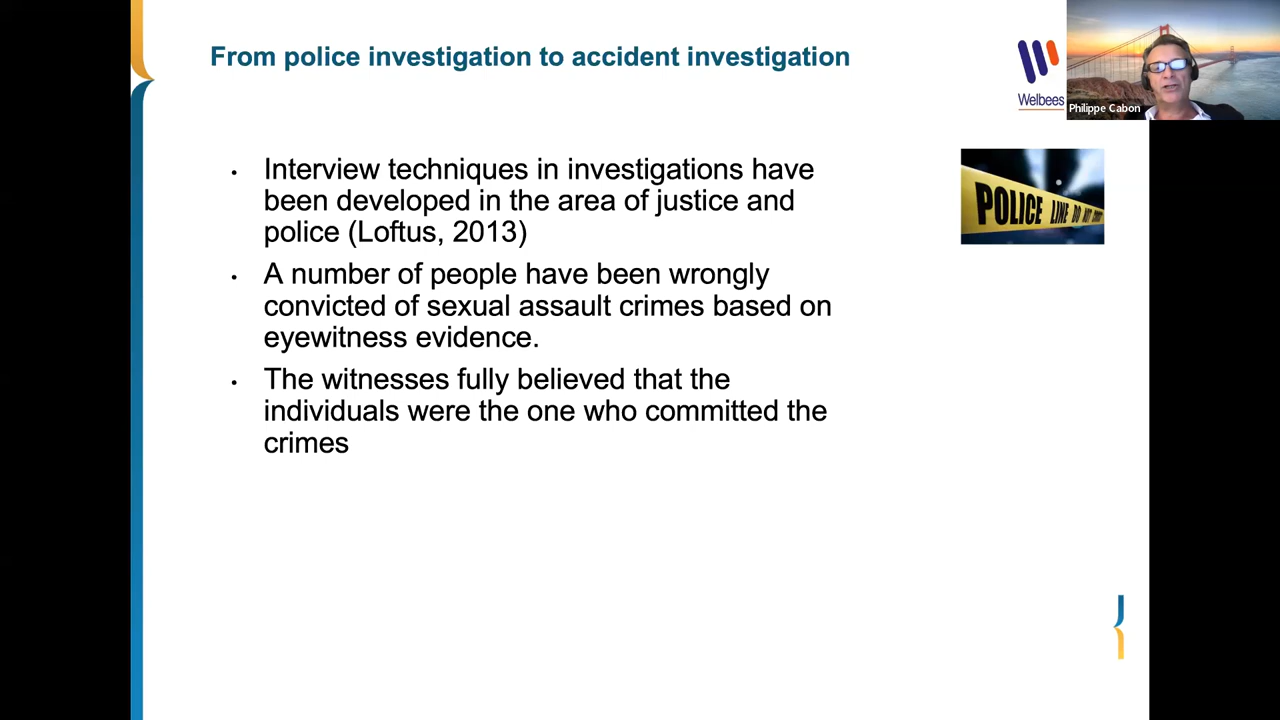 From police investigation to accident investigation
Welbees
Philippe Cabon
Interview techniques in investigations have
been developed in the area of justice and
police (Loftus, 2013)
POLICE LINE DO NOT CROSS
A number of people have been wrongly
convicted of sexual assault crimes based on
eyewitness evidence.
The witnesses fully believed that the
individuals were the one who committed the
crimes